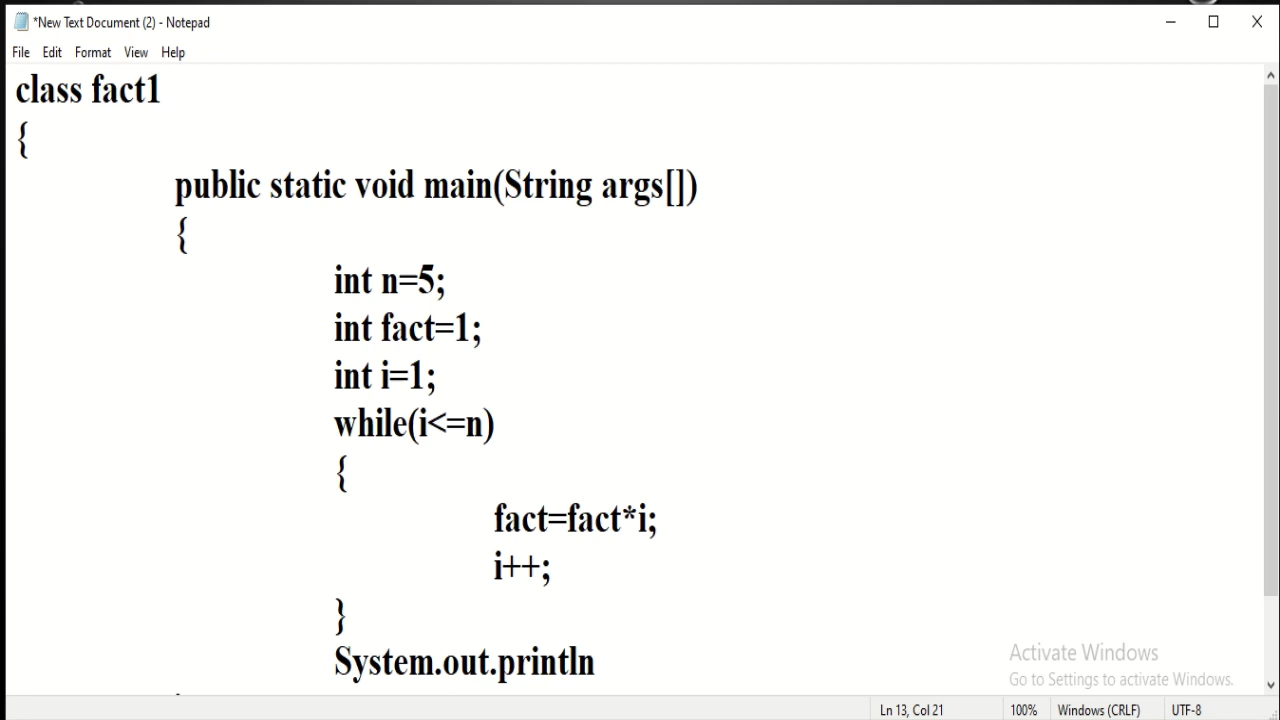 *New Text Document (2) - Notepad
File Edit Format View Help
class fact1
{
public static void main(String args[])
{
int n=5;
int fact=1;
int i=1;
while(i<=n)
{
fact=fact*i;
i++;
}
System.out.println
Activate Windows
Go to Settings to activate Windows.
Ln 13, Col 21 100% Windows (CRLF) UTF-8